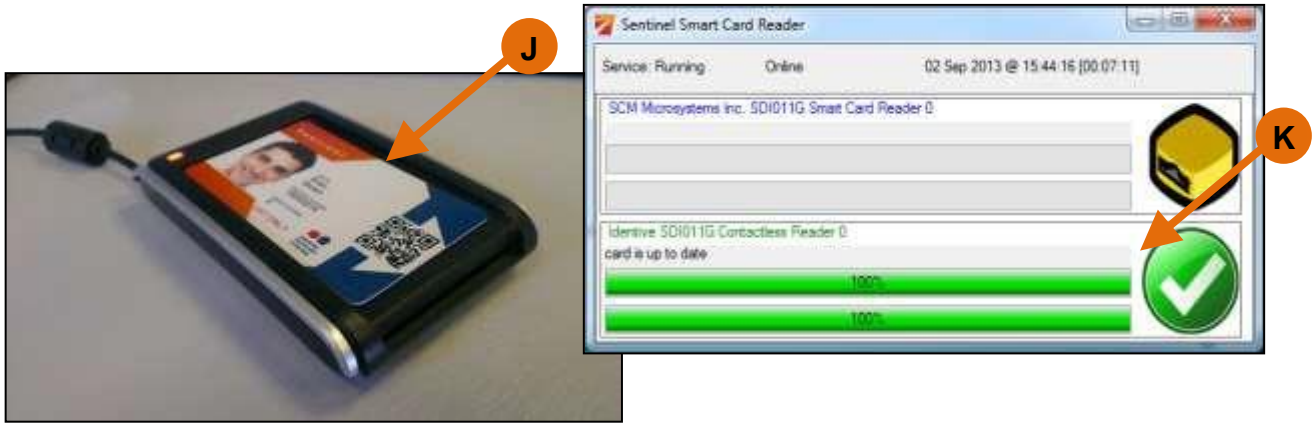 J
Sentinel Smart Card Reader
Service: Running Online 02 Sep 2013 @ 15:44:16 [00:07:11]
SCM Microsystems Inc. SDI011G Smart Card Reader 0
K
Identive SDI011G Contactless Reader 0
card is up to date
100%
100%